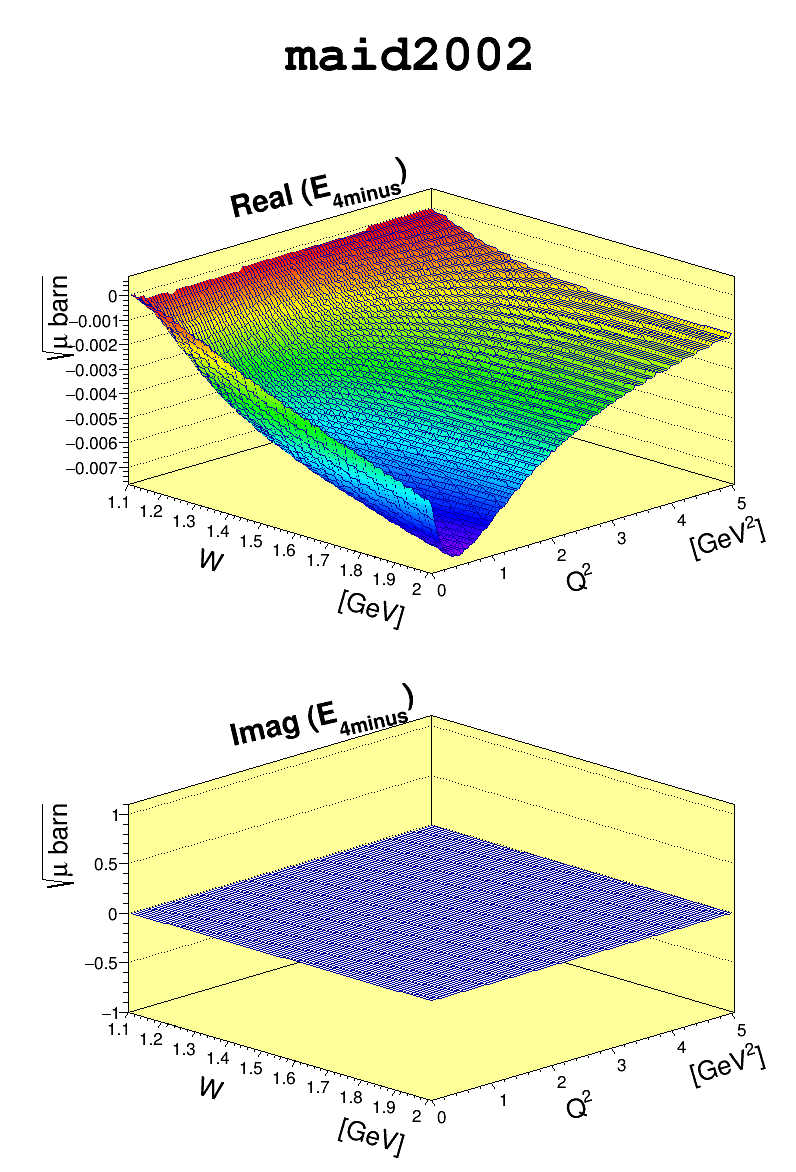 maid2002
Real (E4minus)
√μ barn
0
−0.001
−0.002
−0.003
−0.004
−0.005
−0.006
−0.007
1.1 1.2 1.3 1.4 1.5 1.6 1.7 1.8 1.9 2
W [GeV]
0 1 2 3 4 5
Q2 [GeV2]
Imag (E4minus)
√μ barn
1
0.5
0
−0.5
−1
1.1 1.2 1.3 1.4 1.5 1.6 1.7 1.8 1.9 2
W [GeV]
0 1 2 3 4 5
Q2 [GeV2]